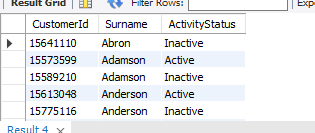 Result Grid Filter Rows:
CustomerId Surname ActivityStatus
15641110 Abron Inactive
15573599 Adamson Active
15589210 Adamson Inactive
15613048 Anderson Active
15775116 Anderson Inactive
Result 4 ×